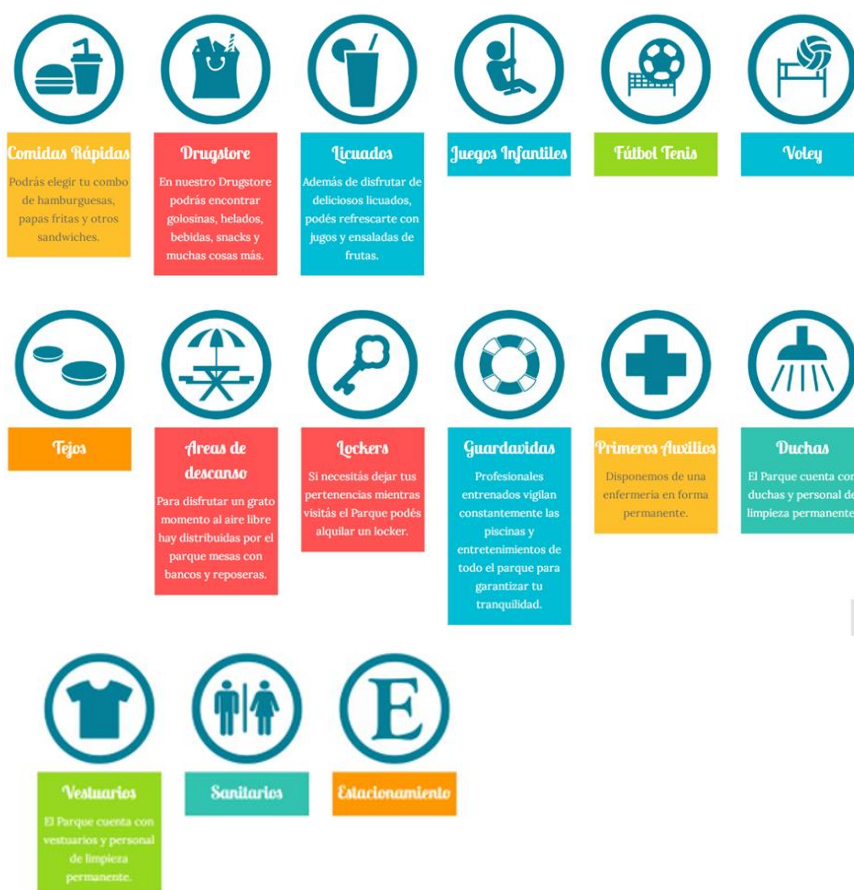 Comidas Rápidas
Podrás elegir tu combo
de hamburguesas,
papas fritas y otros
sandwiches.
Drugstore
En nuestro Drugstore
podrás encontrar
golosinas, helados,
bebidas, snacks y
muchas cosas más.
Licuados
Además de disfrutar de
deliciosos licuados,
podés refrescarte con
jugos y ensaladas de
frutas.
Juegos Infantiles
Fútbol Tenis
Voley
Tejos
Areas de
descanso
Para disfrutar un grato
momento al aire libre
hay distribuidas por el
parque mesas con
bancos y reposeras.
Lockers
Si necesitás dejar tus
pertenencias mientras
visitás el Parque podés
alquilar un locker.
Guardavidas
Profesionales
entrenados vigilan
constantemente las
piscinas y
entretenimientos de
todo el parque para
garantizar tu
tranquilidad.
Primeros Auxilios
Disponemos de una
enfermería en forma
permanente.
Duchas
El Parque cuenta con
duchas y personal de
limpieza permanente
E
Vestuarios
El Parque cuenta con
vestuarios y personal
de limpieza
permanente.
Sanitarios
Estacionamiento